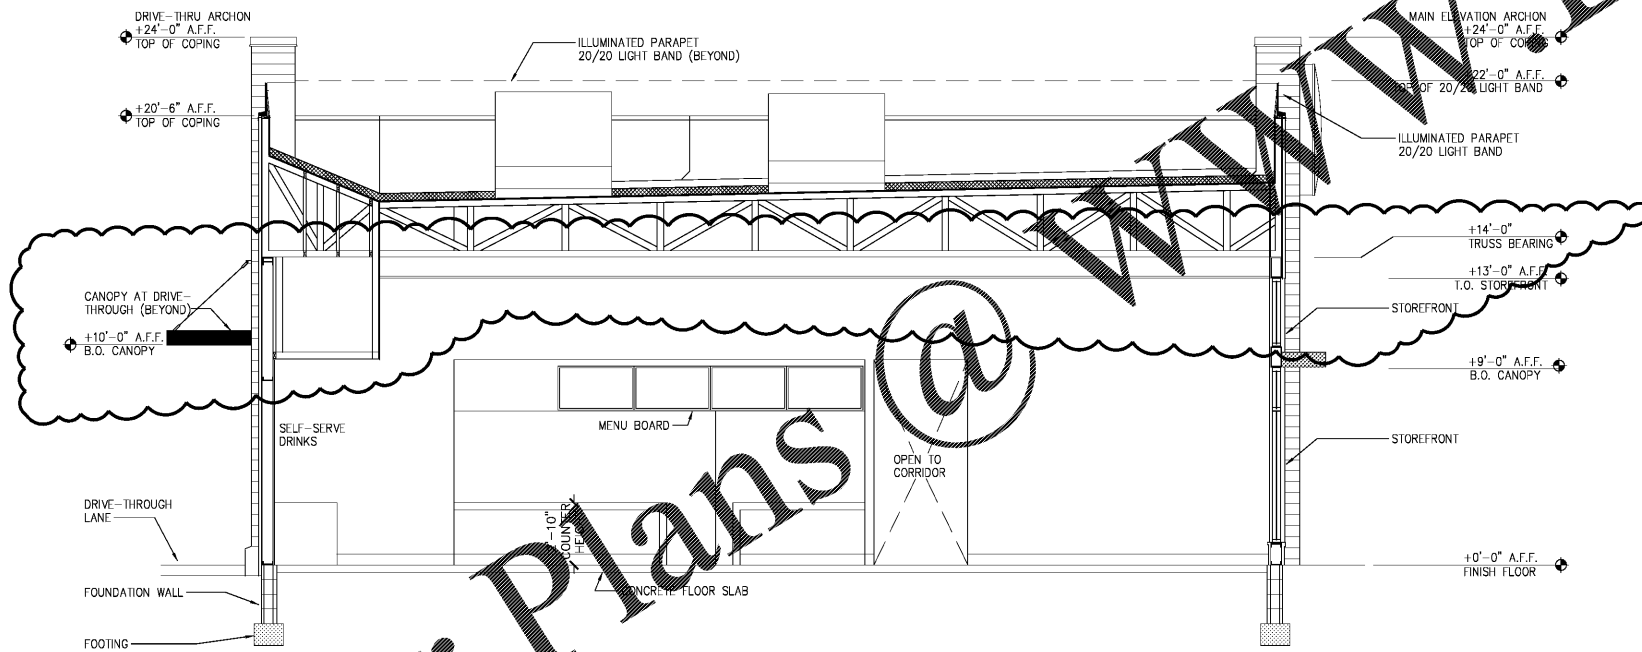 DRIVE-THRU ARCHON
+24'-0" A.F.F.
TOP OF COPING
+20'-6" A.F.F.
TOP OF COPING
ILLUMINATED PARAPET
20/20 LIGHT BAND (BEYOND)
MAIN ELEVATION ARCHON
+24'-0" A.F.F.
TOP OF COPING
+22'-0" A.F.F.
TOP OF 20/20 LIGHT BAND
ILLUMINATED PARAPET
20/20 LIGHT BAND
+14'-0"
TRUSS BEARING
+13'-0" A.F.F.
T.O. STOREFRONT
STOREFRONT
CANOPY AT DRIVE-
THROUGH (BEYOND)
+10'-0" A.F.F.
B.O. CANOPY
+9'-0" A.F.F.
B.O. CANOPY
MENU BOARD
SELF-SERVE
DRINKS
STOREFRONT
OPEN TO
CORRIDOR
DRIVE-THROUGH
LANE
-10"
COUNTER
HEIGHT
+0'-0" A.F.F.
FINISH FLOOR
FOUNDATION WALL
CONCRETE FLOOR SLAB
FOOTING
Plans @ www.